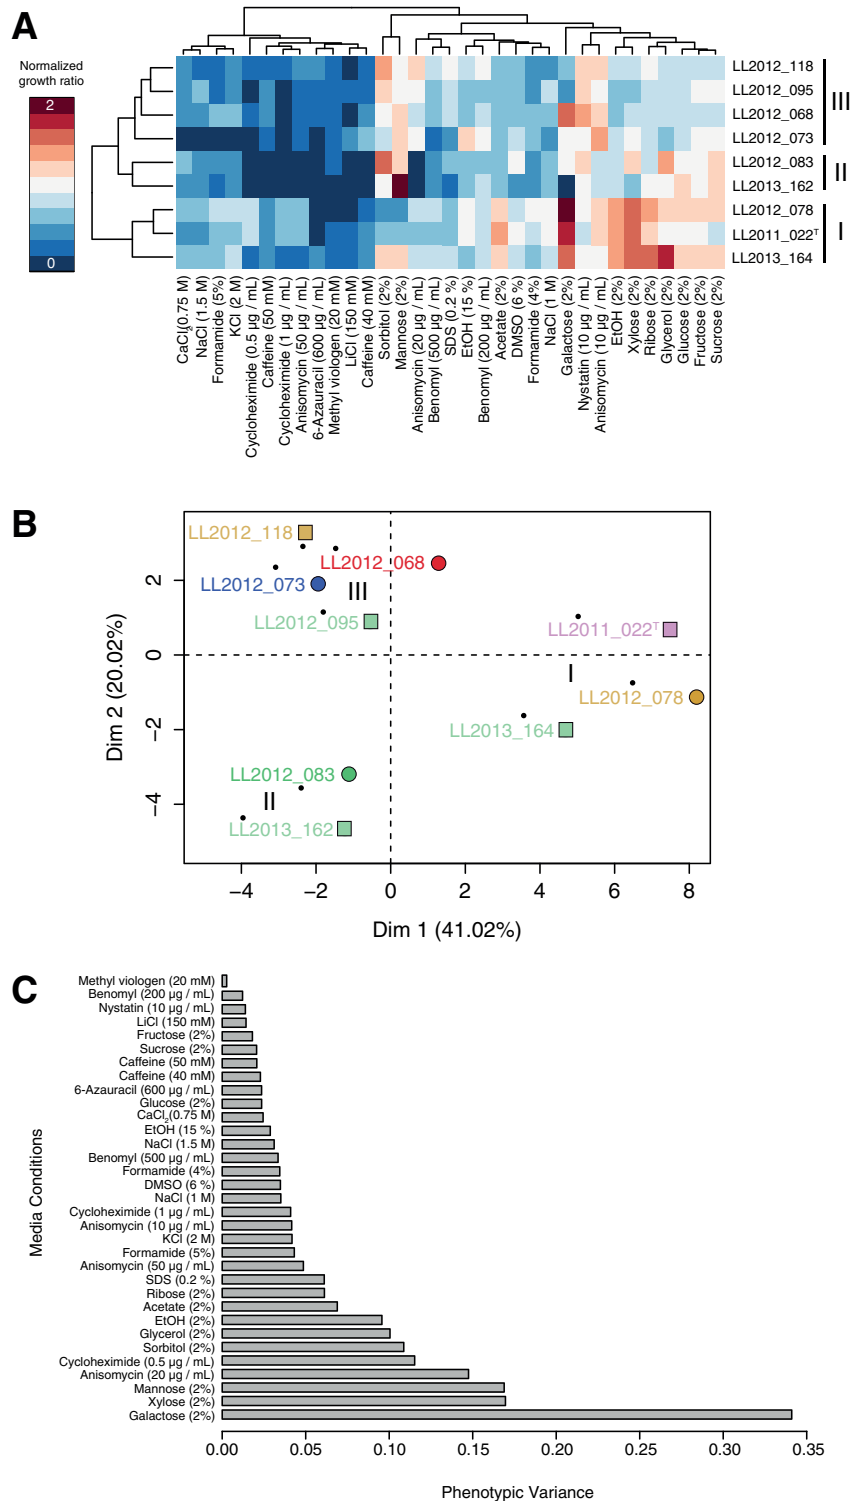 A
Normalized
growth ratio
2
0
LL2012_118
LL2012_095
LL2012_068
LL2012_073
LL2012_083
LL2013_162
LL2012_078
LL2011_022ᵀ
LL2013_164
III
II
I
CaCl₂(0.75 M)
NaCl (1.5 M)
Formamide (5%)
KCl (2 M)
Cycloheximide (0.5 µg / mL)
Caffeine (50 mM)
Cycloheximide (1 µg / mL)
Anisomycin (50 µg / mL)
6-Azauracil (600 µg / mL)
Methyl viologen (20 mM)
LiCl (150 mM)
Caffeine (40 mM)
Sorbitol (2%)
Mannose (2%)
Anisomycin (20 µg / mL)
Benomyl (500 µg / mL)
SDS (0.2 %)
EtOH (15 %)
Benomyl (200 µg / mL)
Acetate (2%)
DMSO (6 %)
Formamide (4%)
NaCl (1 M)
Galactose (2%)
Nystatin (10 µg / mL)
Anisomycin (10 µg / mL)
EtOH (2%)
Xylose (2%)
Ribose (2%)
Glycerol (2%)
Glucose (2%)
Fructose (2%)
Sucrose (2%)
B
Dim 2 (20.02%)
2
0
−2
−4
LL2012_118
LL2012_068
LL2012_073
III
LL2012_095
LL2011_022ᵀ
I
LL2012_078
LL2013_164
LL2012_083
II
LL2013_162
−4
−2
0
2
4
6
8
Dim 1 (41.02%)
C
Media Conditions
Methyl viologen (20 mM)
Benomyl (200 µg / mL)
Nystatin (10 µg / mL)
LiCl (150 mM)
Fructose (2%)
Sucrose (2%)
Caffeine (50 mM)
Caffeine (40 mM)
6-Azauracil (600 µg / mL)
Glucose (2%)
CaCl₂(0.75 M)
EtOH (15 %)
NaCl (1.5 M)
Benomyl (500 µg / mL)
Formamide (4%)
DMSO (6 %)
NaCl (1 M)
Cycloheximide (1 µg / mL)
Anisomycin (10 µg / mL)
KCl (2 M)
Formamide (5%)
Anisomycin (50 µg / mL)
SDS (0.2 %)
Ribose (2%)
Acetate (2%)
EtOH (2%)
Glycerol (2%)
Sorbitol (2%)
Cycloheximide (0.5 µg / mL)
Anisomycin (20 µg / mL)
Mannose (2%)
Xylose (2%)
Galactose (2%)
0.00
0.05
0.10
0.15
0.20
0.25
0.30
0.35
Phenotypic Variance